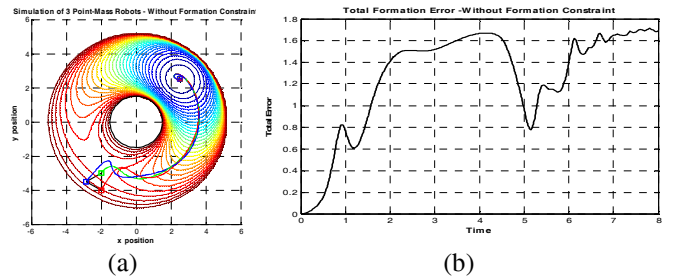 Simulation of 3 Point-Mass Robots - Without Formation Constraint
y position
6
4
2
0
-2
-4
-6
-6 -4 -2 0 2 4 6
x position
(a)
Total Formation Error -Without Formation Constraint
Total Error
1.8
1.6
1.4
1.2
1
0.8
0.6
0.4
0.2
0
0 1 2 3 4 5 6 7 8
Time
(b)